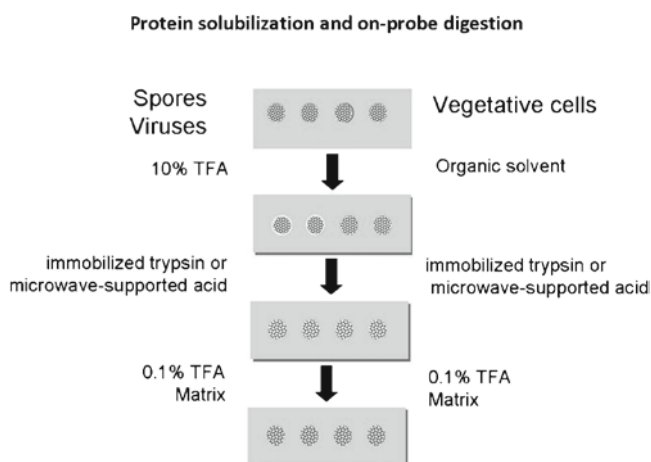 Protein solubilization and on-probe digestion
Spores
Viruses
Vegetative cells
10% TFA
Organic solvent
immobilized trypsin or
microwave-supported acid
immobilized trypsin or
microwave-supported acid
0.1% TFA
Matrix
0.1% TFA
Matrix